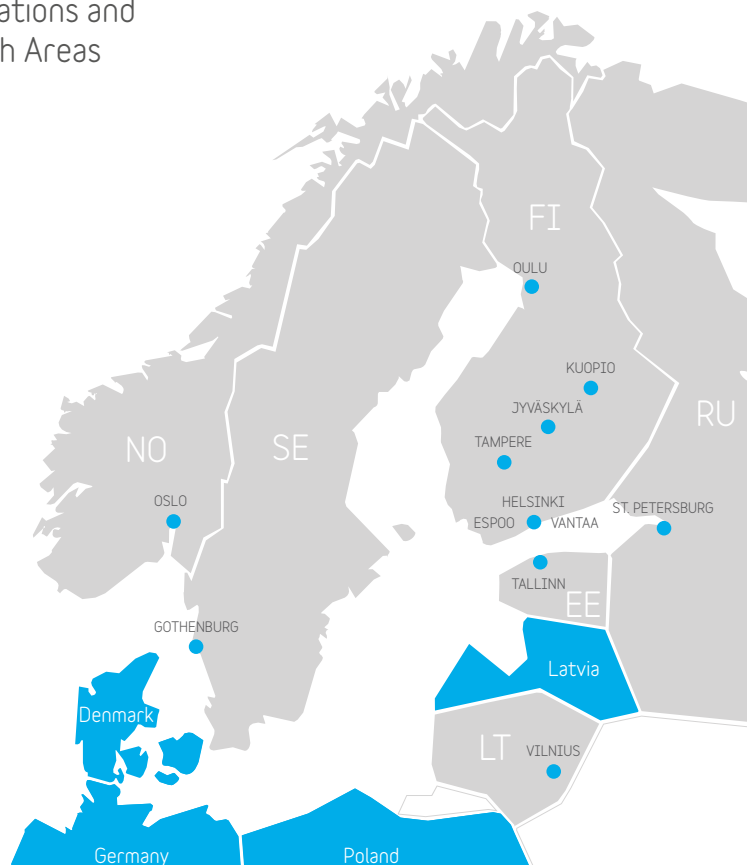 and
h Areas
FI
OULU
KUOPIO
JYVÄSKYLÄ
RU
TAMPERE
NO
SE
OSLO
HELSINKI
ST. PETERSBURG
ESPOO
VANTAA
TALLINN
EE
GOTHENBURG
Latvia
Denmark
LT
VILNIUS
Germany
Poland